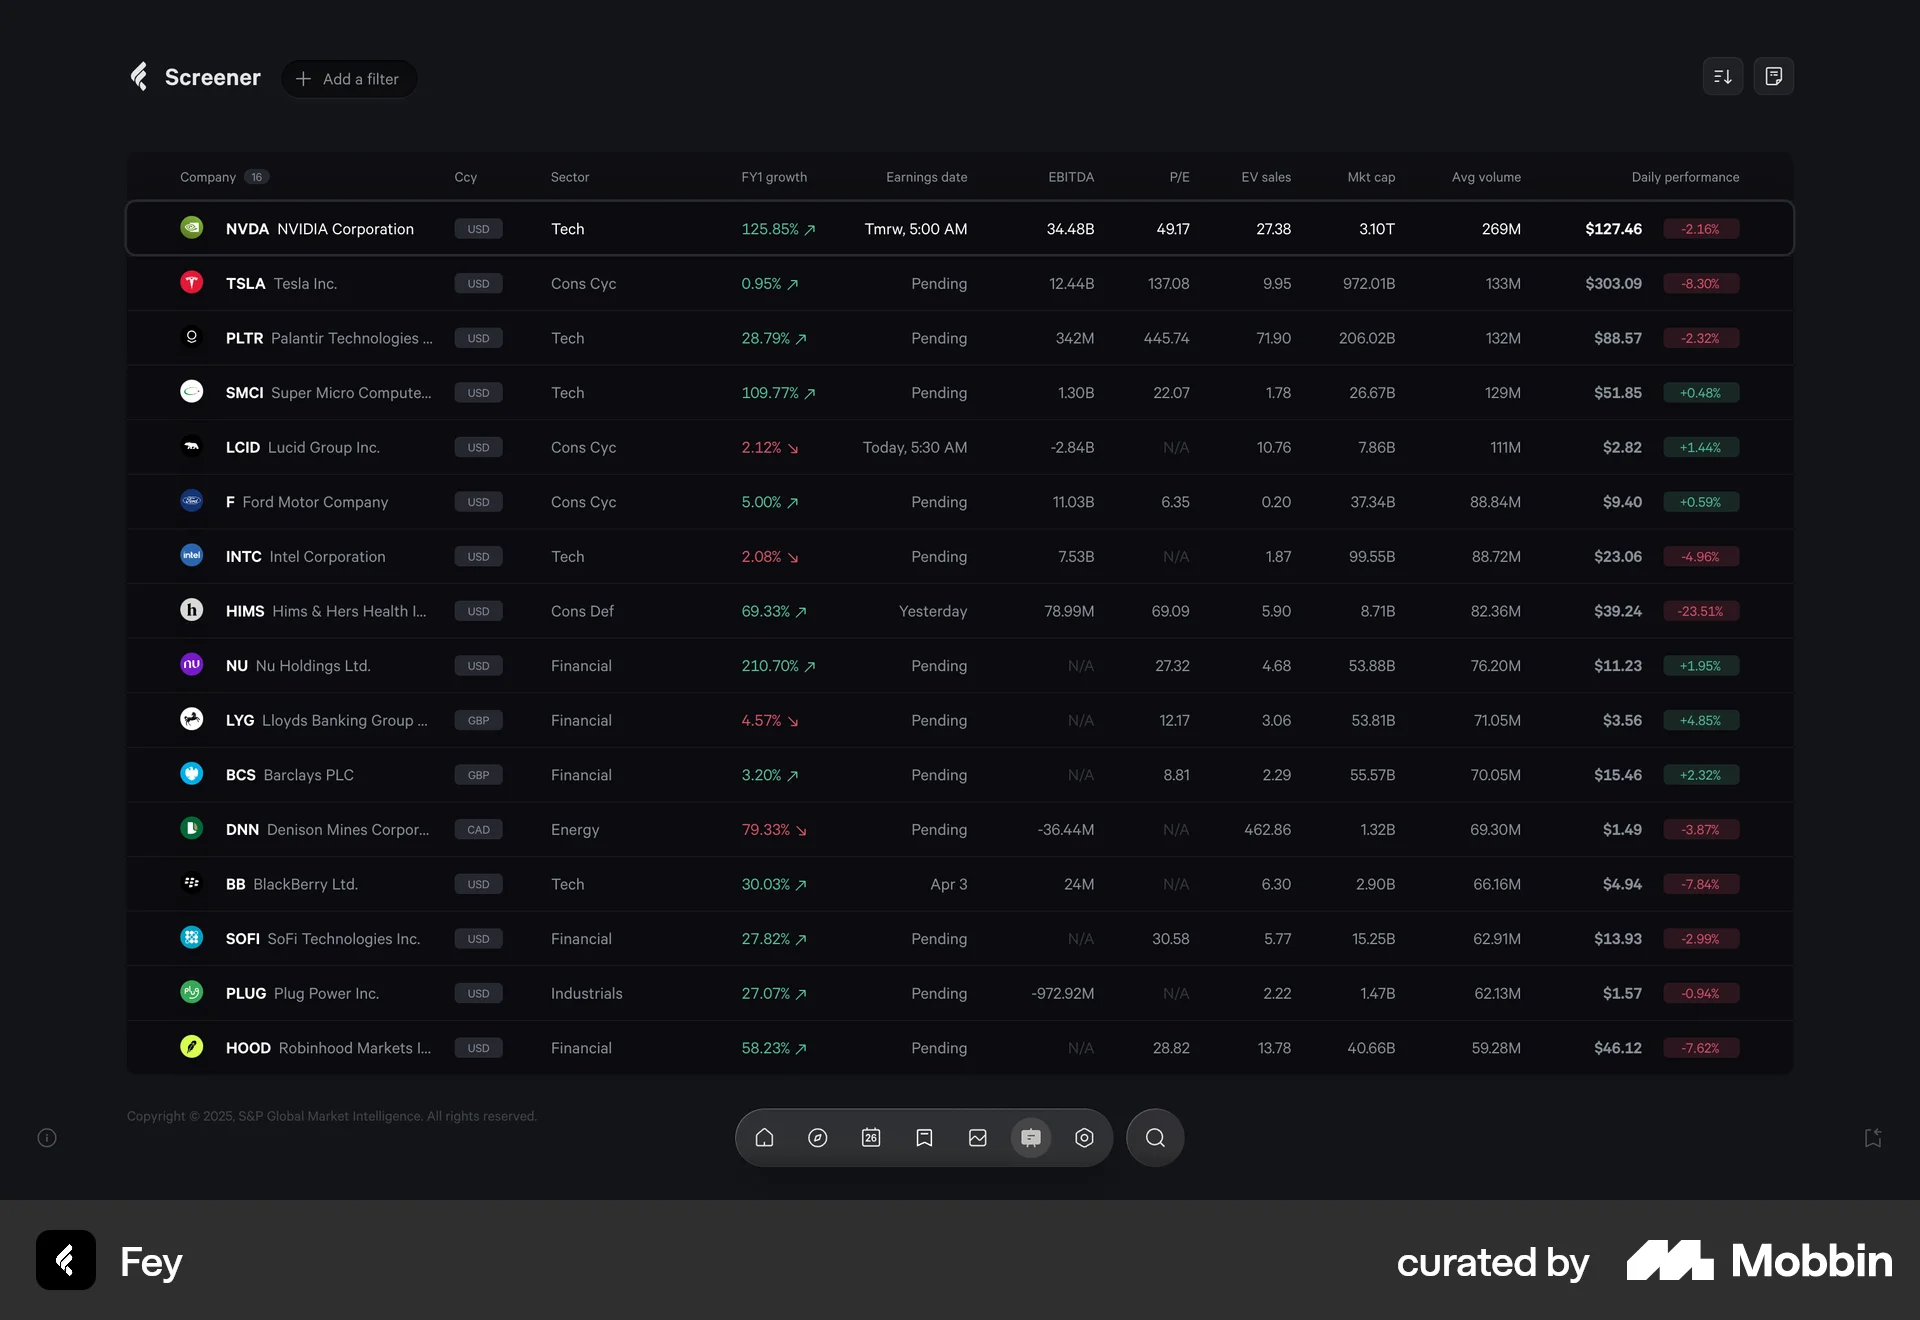 Screener + Add a filter
Company 16 Ccy Sector FY1 growth Earnings date EBITDA P/E EV sales Mkt cap Avg volume Daily performance
NVDA NVIDIA Corporation USD Tech 125.85% ↗ Tmrw, 5:00 AM 34.48B 49.17 27.38 3.10T 269M $127.46 -2.16%
TSLA Tesla Inc. USD Cons Cyc 0.95% ↗ Pending 12.44B 137.08 9.95 972.01B 133M $303.09 -8.30%
PLTR Palantir Technologies ... USD Tech 28.79% ↗ Pending 342M 445.74 71.90 206.02B 132M $88.57 -2.32%
SMCI Super Micro Compute... USD Tech 109.77% ↗ Pending 1.30B 22.07 1.78 26.67B 129M $51.85 +0.48%
LCID Lucid Group Inc. USD Cons Cyc 2.12% ↘ Today, 5:30 AM -2.84B N/A 10.76 7.86B 111M $2.82 +1.44%
Ford F Ford Motor Company USD Cons Cyc 5.00% ↗ Pending 11.03B 6.35 0.20 37.34B 88.84M $9.40 +0.59%
intel INTC Intel Corporation USD Tech 2.08% ↘ Pending 7.53B N/A 1.87 99.55B 88.72M $23.06 -4.96%
h HIMS Hims & Hers Health I... USD Cons Def 69.33% ↗ Yesterday 78.99M 69.09 5.90 8.71B 82.36M $39.24 -23.51%
nu NU Nu Holdings Ltd. USD Financial 210.70% ↗ Pending N/A 27.32 4.68 53.88B 76.20M $11.23 +1.95%
LYG Lloyds Banking Group ... GBP Financial 4.57% ↘ Pending N/A 12.17 3.06 53.81B 71.05M $3.56 +4.85%
BCS Barclays PLC GBP Financial 3.20% ↗ Pending N/A 8.81 2.29 55.57B 70.05M $15.46 +2.32%
DNN Denison Mines Corpor... CAD Energy 79.33% ↘ Pending -36.44M N/A 462.86 1.32B 69.30M $1.49 -3.87%
BB BlackBerry Ltd. USD Tech 30.03% ↗ Apr 3 24M N/A 6.30 2.90B 66.16M $4.94 -7.84%
SOFI SoFi Technologies Inc. USD Financial 27.82% ↗ Pending N/A 30.58 5.77 15.25B 62.91M $13.93 -2.99%
plug PLUG Plug Power Inc. USD Industrials 27.07% ↗ Pending -972.92M N/A 2.22 1.47B 62.13M $1.57 -0.94%
HOOD Robinhood Markets I... USD Financial 58.23% ↗ Pending N/A 28.82 13.78 40.66B 59.28M $46.12 -7.62%
Copyright © 2025, S&P Global Market Intelligence. All rights reserved.
26
Fey curated by Mobbin